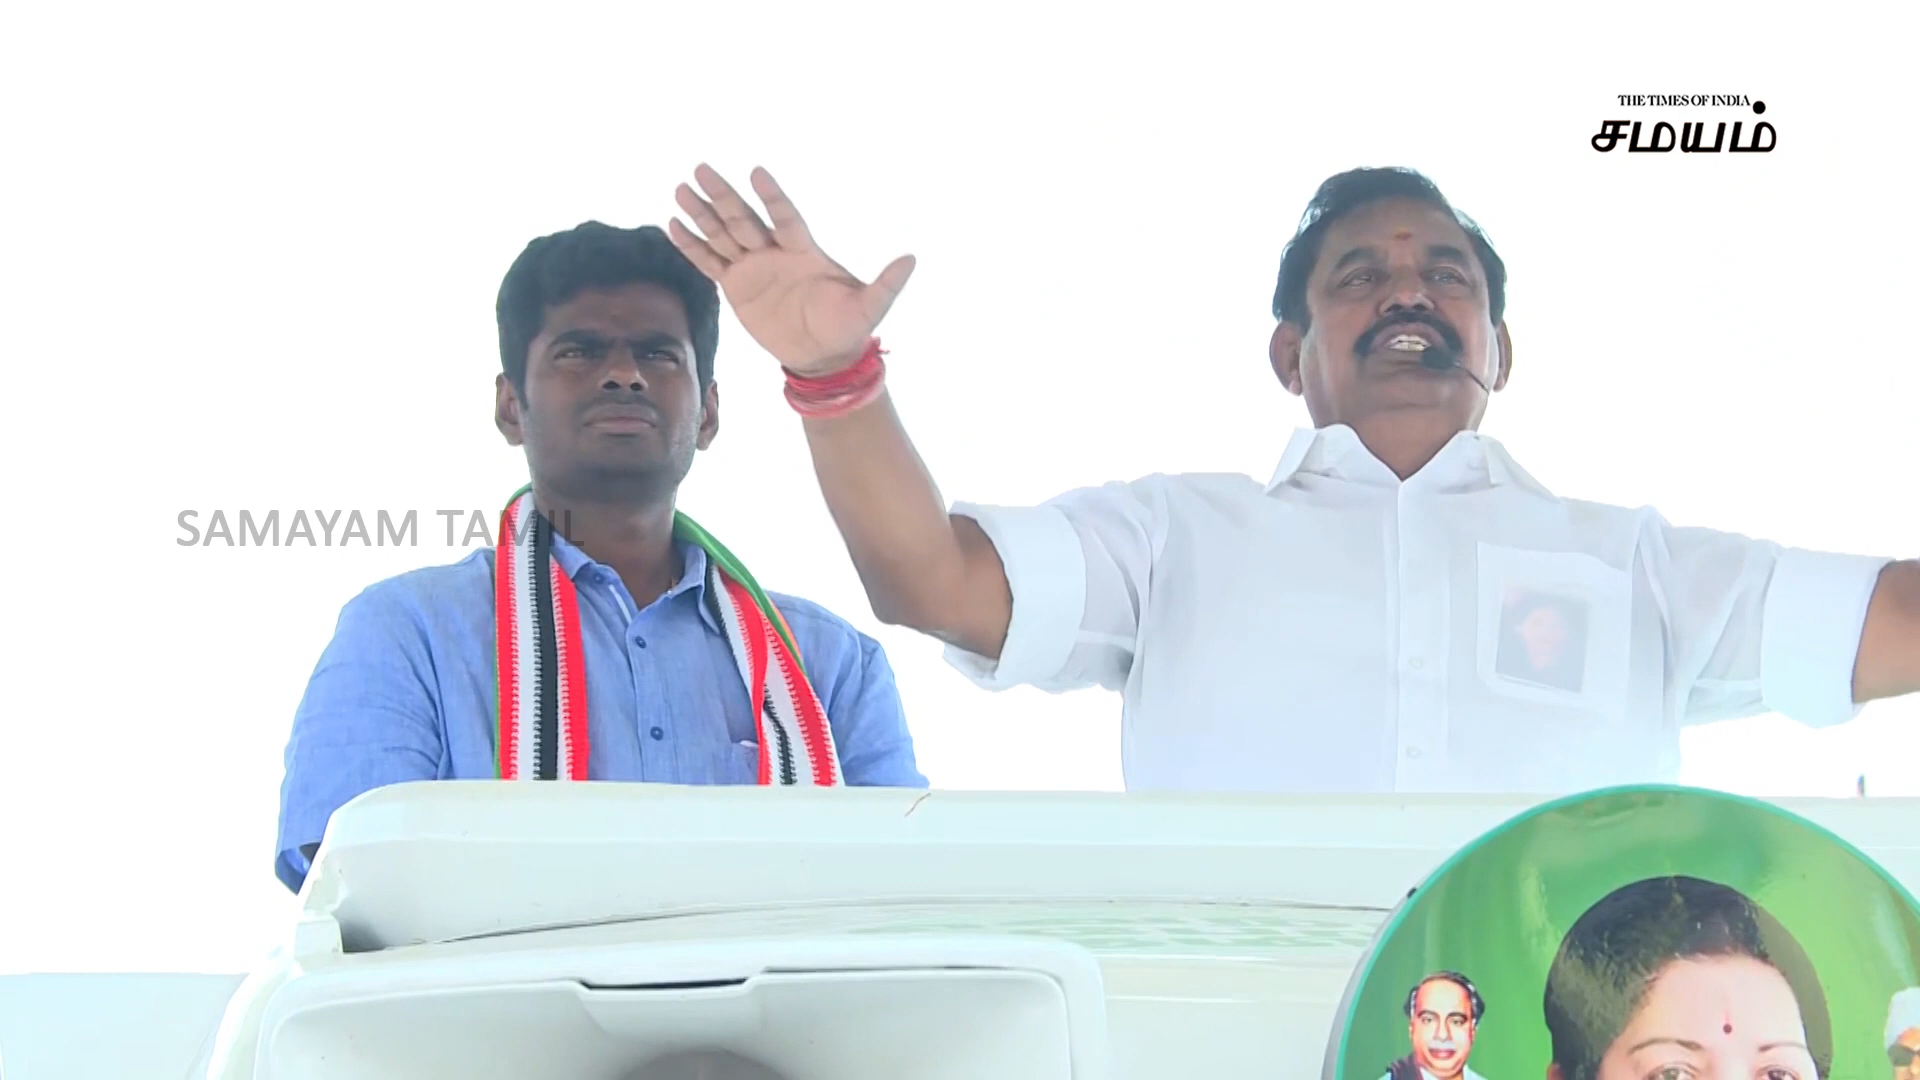 THE TIMES OF INDIA
சமயம்
SAMAYAM TAMIL